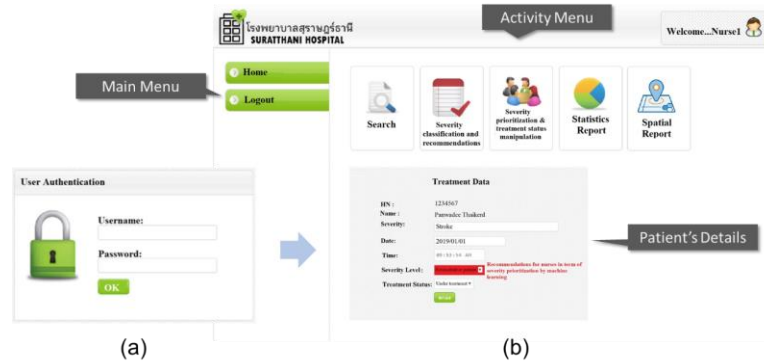 โรงพยาบาลสุราษฎร์ธานี
SURATTHANI HOSPITAL
Activity Menu
Welcome...Nurse1
Main Menu
Home
Logout
Search
Severity
classification and
recommendations
Severity
prioritization &
treatment status
manipulation
Statistics
Report
Spatial
Report
User Authentication
Username:
Password:
OK
Treatment Data
HN :
1234567
Name :
Panwadee Thaikerd
Severity:
Stroke
Date:
2019/01/01
Time:
Severity Level:
Recommendations for nurses in term of
severity prioritization by machine
learning
Treatment Status:
Under treatment
Patient's Details
(a)
(b)